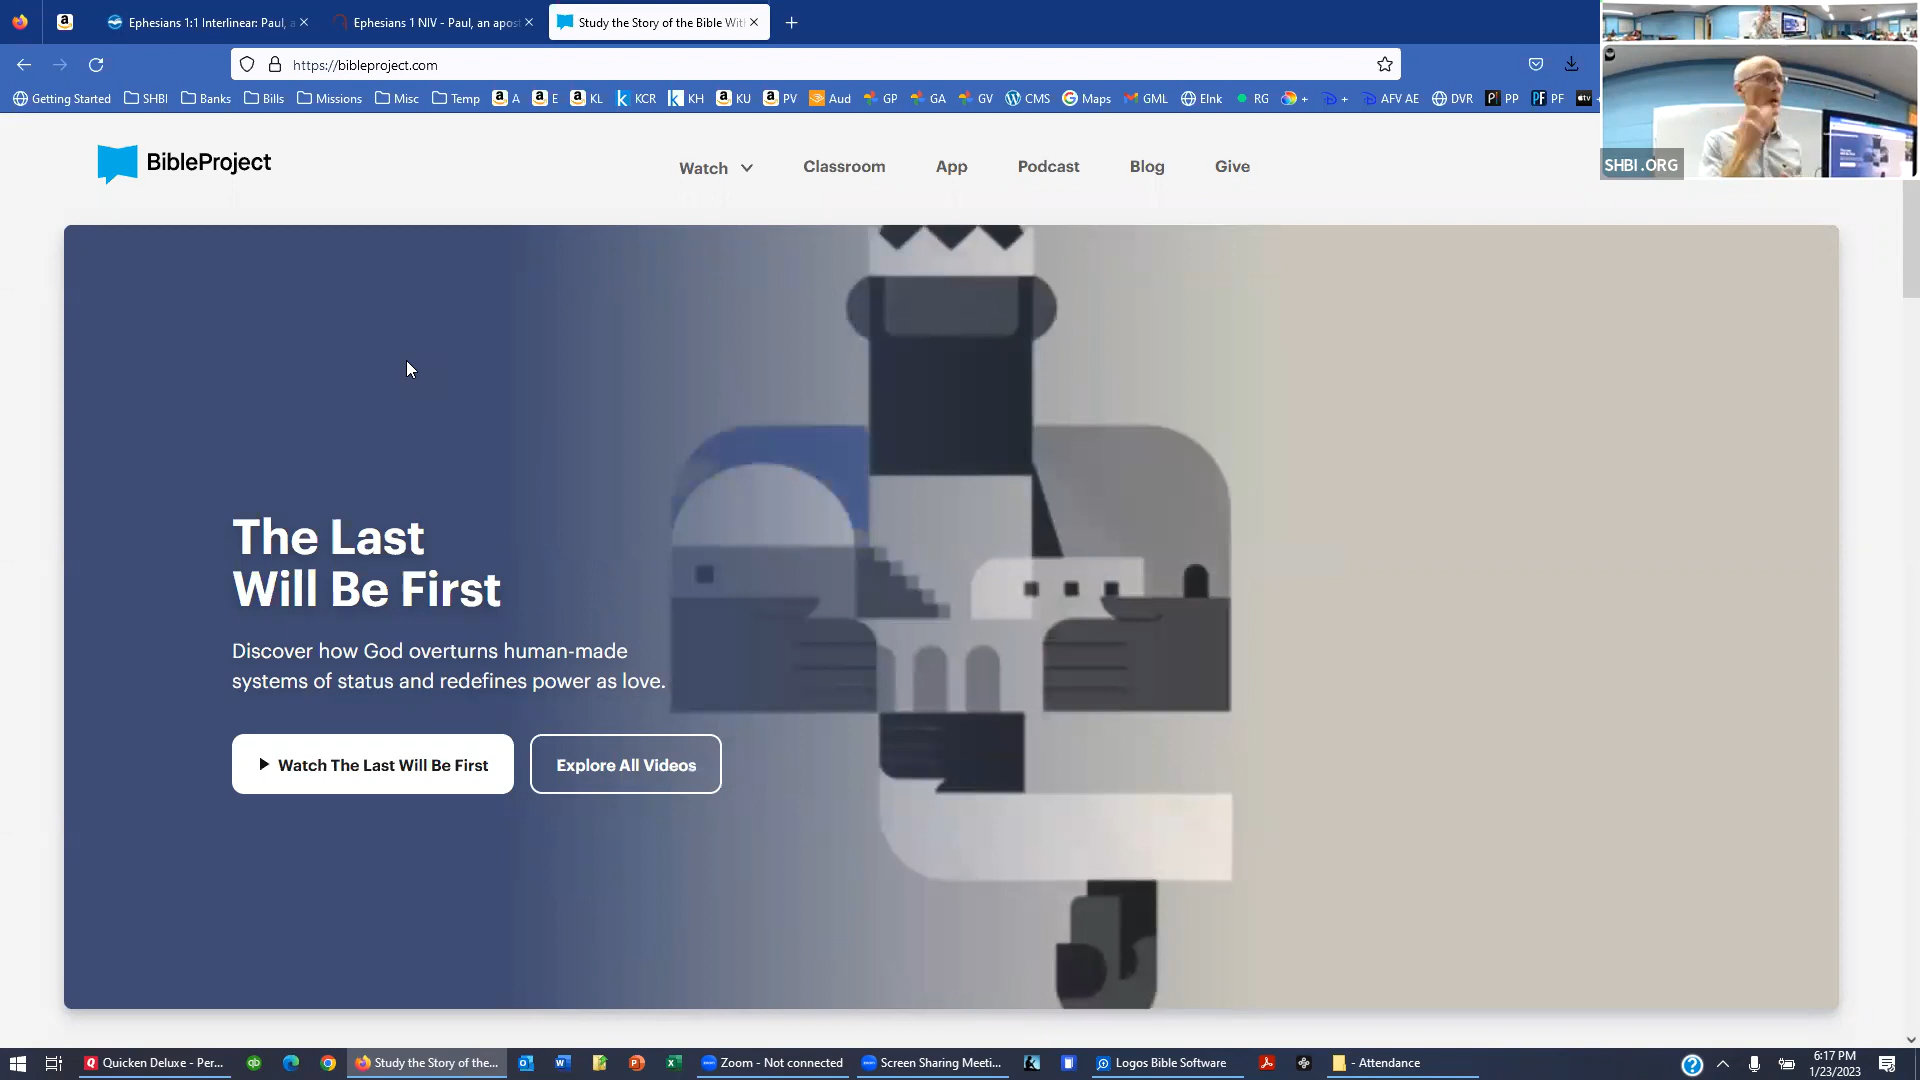 Ephesians 1:1 Interlinear: Paul, a
Ephesians 1 NIV - Paul, an apost
Study the Story of the Bible Wit
https://bibleproject.com
Getting Started
SHBI
Banks
Bills
Missions
Misc
Temp
A
E
KL
KCR
KH
KU
PV
Aud
GP
GA
GV
CMS
Maps
GML
EInk
RG
+
+
AFV AE
DVR
PP
PF
SHBI.ORG
BibleProject
Watch
Classroom
App
Podcast
Blog
Give
The Last
Will Be First
Discover how God overturns human-made
systems of status and redefines power as love.
Watch The Last Will Be First
Explore All Videos
Quicken Deluxe - Per...
Study the Story of the...
Zoom - Not connected
Screen Sharing Meeti...
Logos Bible Software
- Attendance
6:17 PM
1/23/2023